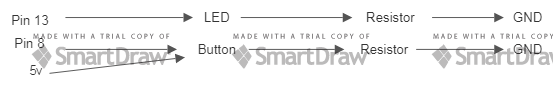 Pin 13 LED Resistor GND
MADE WITH A TRIAL COPY OF MADE WITH A TRIAL COPY OF MADE WITH A TRIAL COPY
Pin 8 Button Resistor GND
SmartDraw SmartDraw SmartDraw
5v